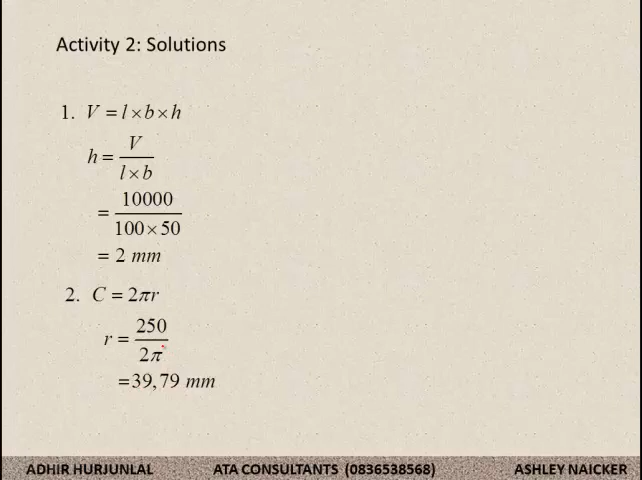 Activity 2: Solutions
1. V = l × b × h
h = V / l × b
= 10000 / 100 × 50
= 2 mm
2. C = 2πr
r = 250 / 2π
= 39,79 mm
ADHIR HURJUNLAL ATA CONSULTANTS (0836538568) ASHLEY NAICKER